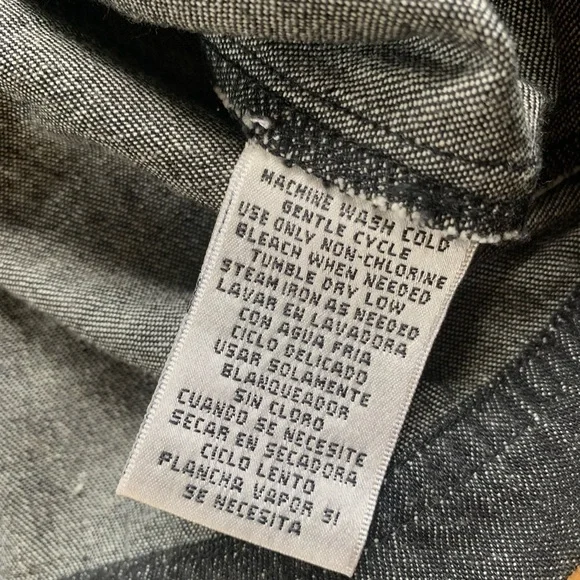 MACHINE WASH COLD
GENTLE CYCLE
USE ONLY NON-CHLORINE
BLEACH WHEN NEEDED
TUMBLE DRY LOW
STEAM IRON AS NEEDED
LAVAR EN LAVADORA
CON AGUA FRIA
CICLO DELICADO
USAR SOLAMENTE
BLANQUEADOR
SIN CLORO
CUANDO SE NECESITE
SECAR EN SECADORA
CICLO LENTO
PLANCHA VAPOR SI
SE NECESITA